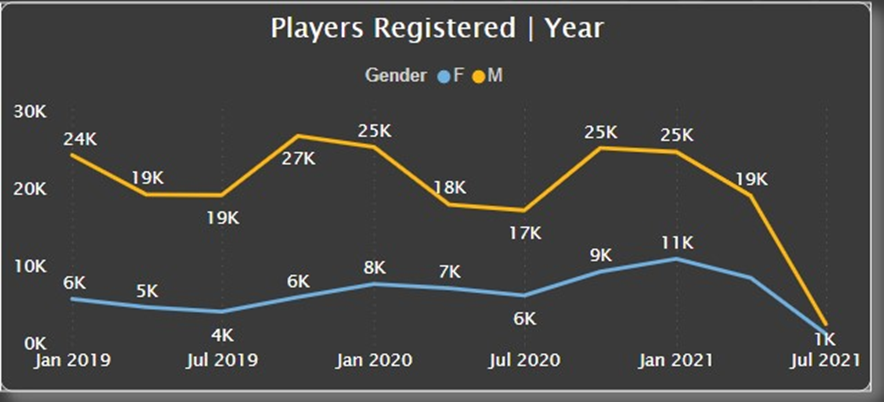 Players Registered | Year
Gender F M
30K
20K
10K
0K
24K
19K
19K
27K
25K
18K
17K
25K
25K
19K
6K
5K
4K
6K
8K
7K
6K
9K
11K
1K
Jan 2019 Jul 2019 Jan 2020 Jul 2020 Jan 2021 Jul 2021